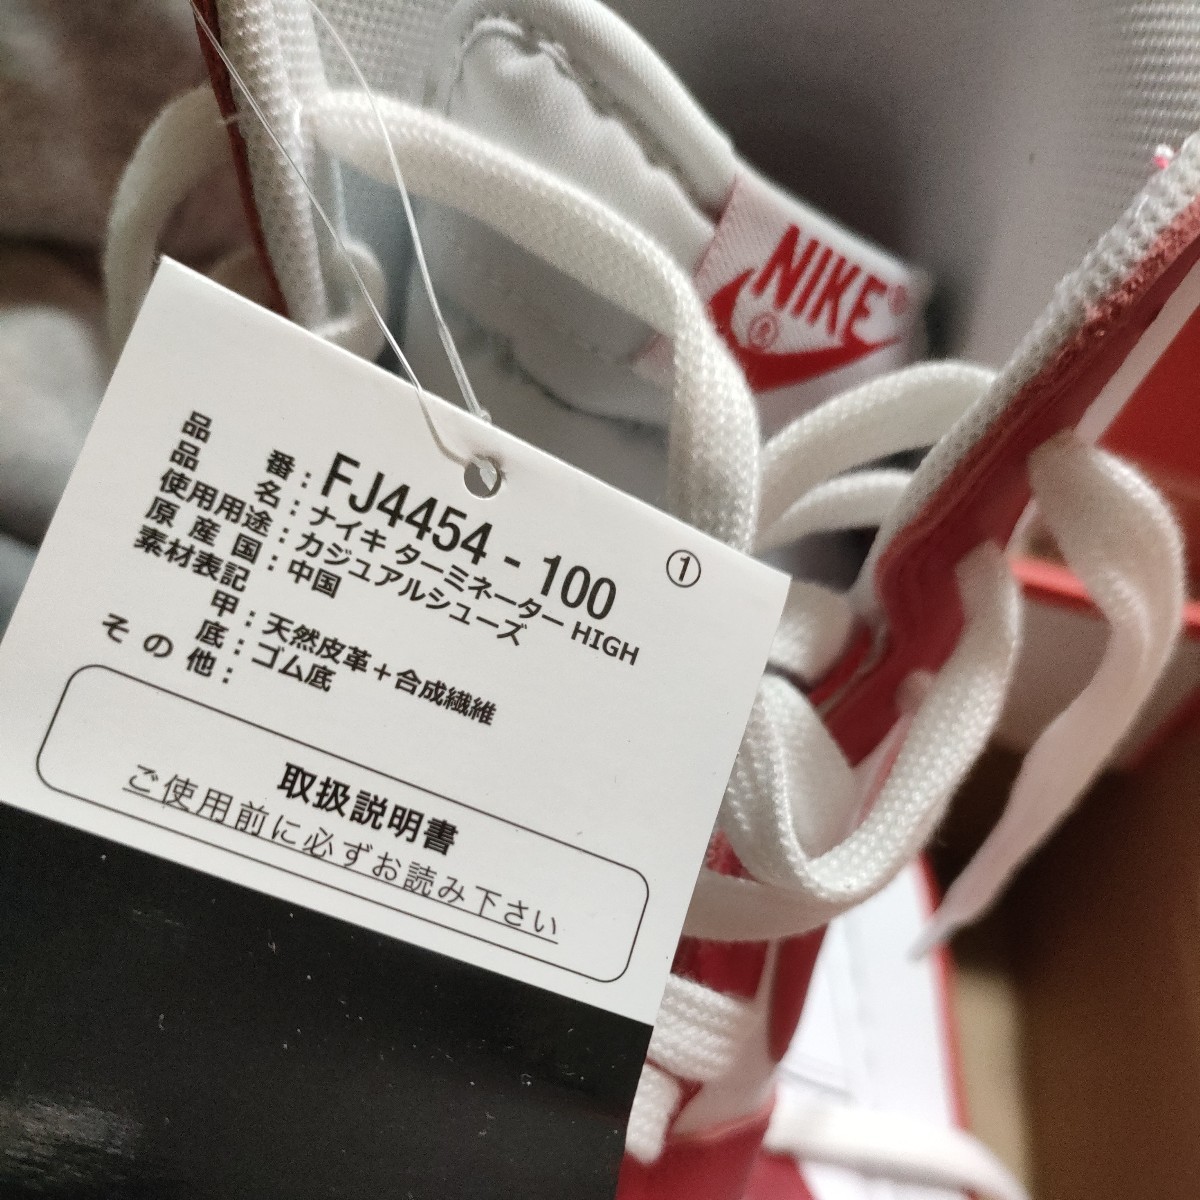 NIKE®
®
①
品番：FJ4454-100
品名：ナイキ ターミネーター HIGH
使用用途：カジュアルシューズ
原産国：中国
素材表記
甲：天然皮革＋合成繊維
底：ゴム底
その他：
取扱説明書
ご使用前に必ずお読み下さい